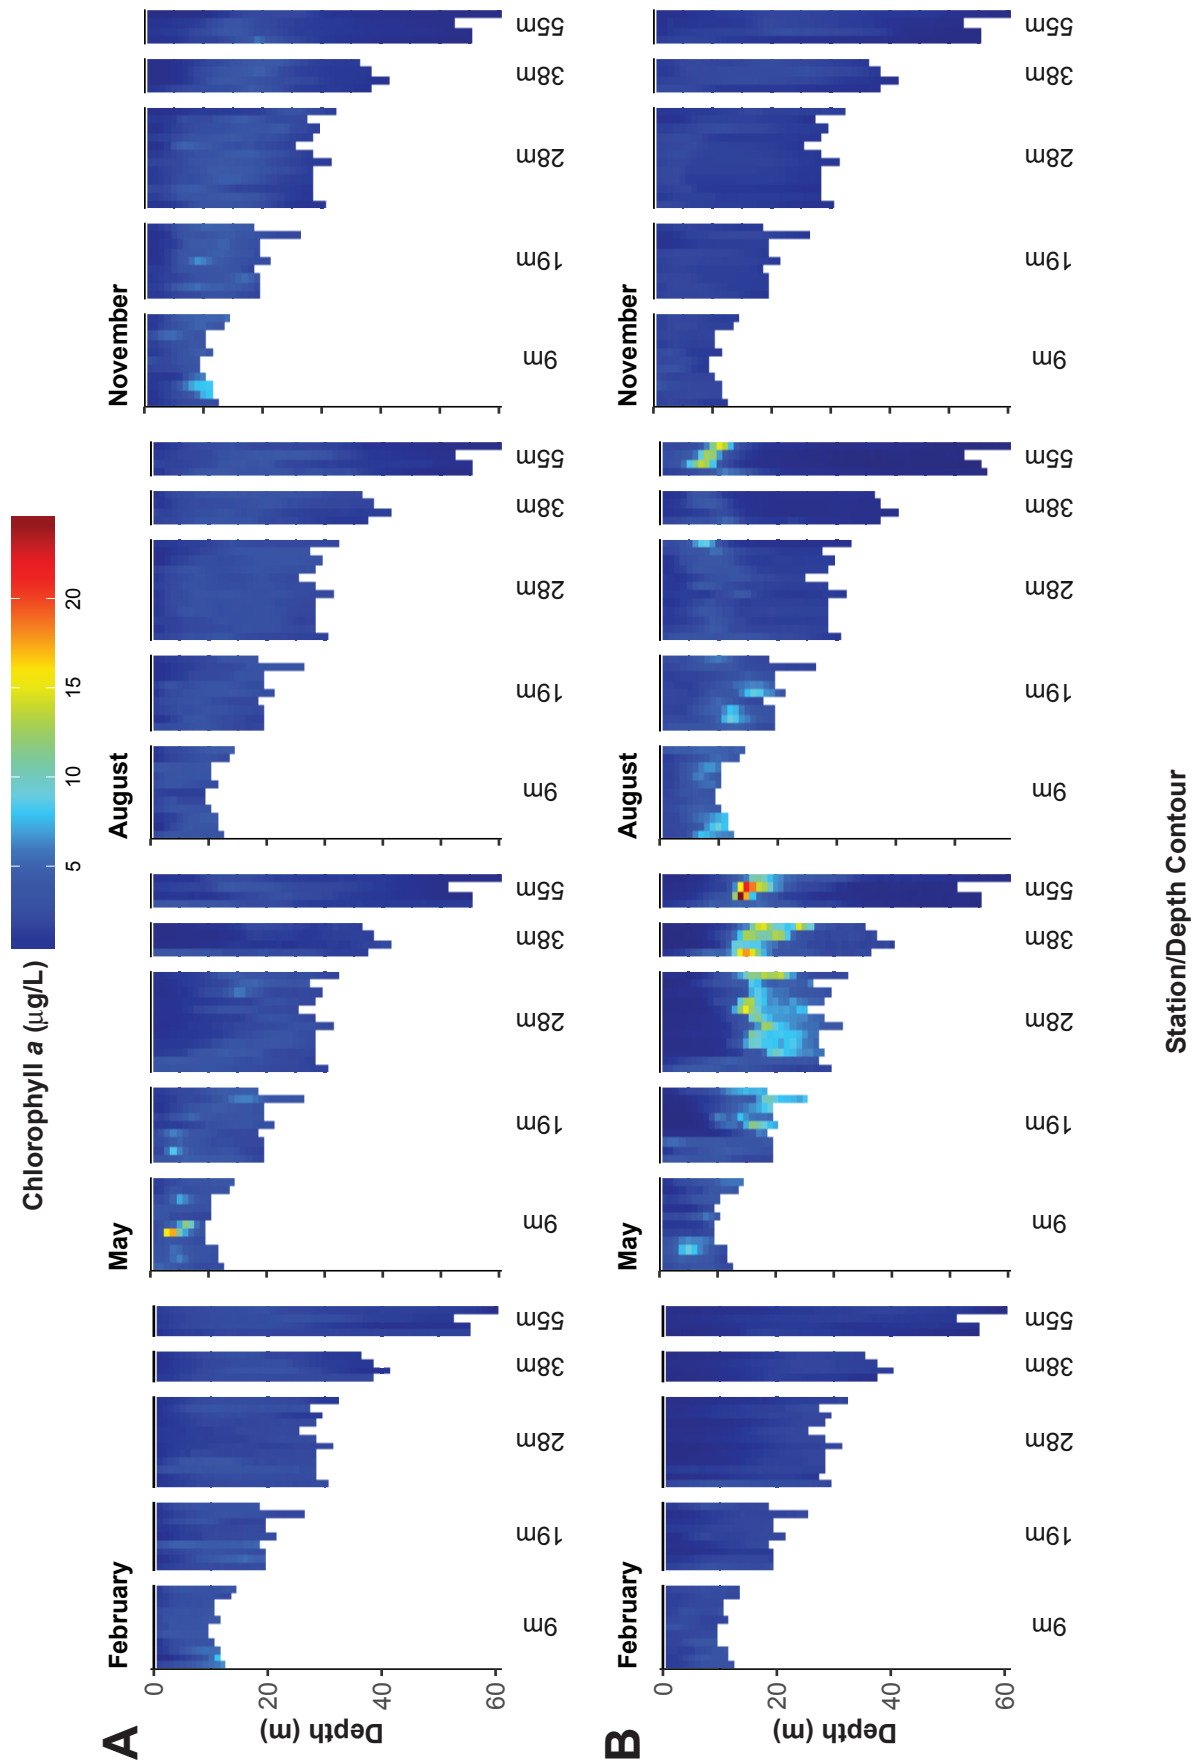 Chlorophyll a (µg/L)
5
10
15
20
A
February
May
August
November
Depth (m)
0
20
40
60
9m
19m
28m
38m
55m
9m
19m
28m
38m
55m
9m
19m
28m
38m
55m
9m
19m
28m
38m
55m
B
February
May
August
November
Depth (m)
0
20
40
60
9m
19m
28m
38m
55m
9m
19m
28m
38m
55m
9m
19m
28m
38m
55m
9m
19m
28m
38m
55m
Station/Depth Contour